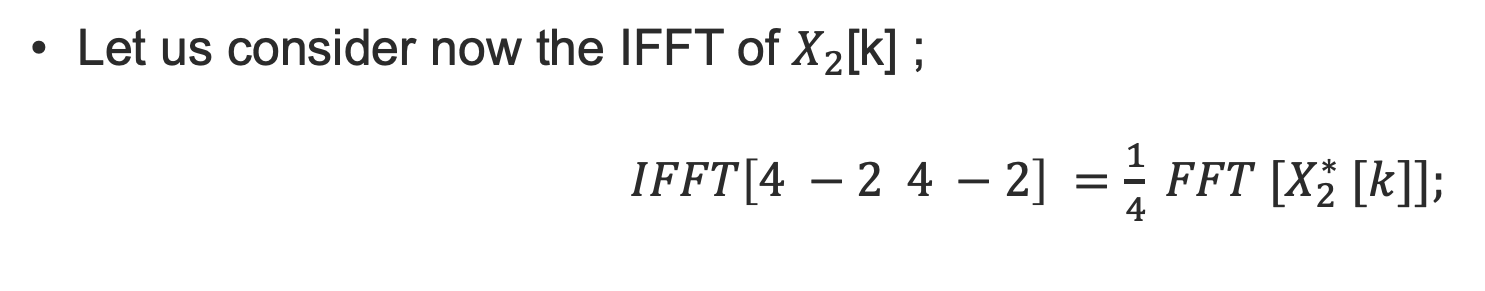 • Let us consider now the IFFT of X₂[k] ;
IFFT[4 − 2 4 − 2] = 1/4 FFT [X₂* [k]];